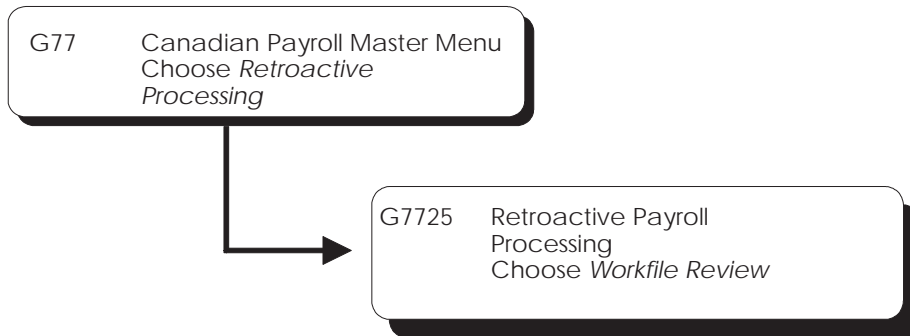 G77 Canadian Payroll Master Menu
Choose Retroactive
Processing
G7725 Retroactive Payroll
Processing
Choose Workfile Review